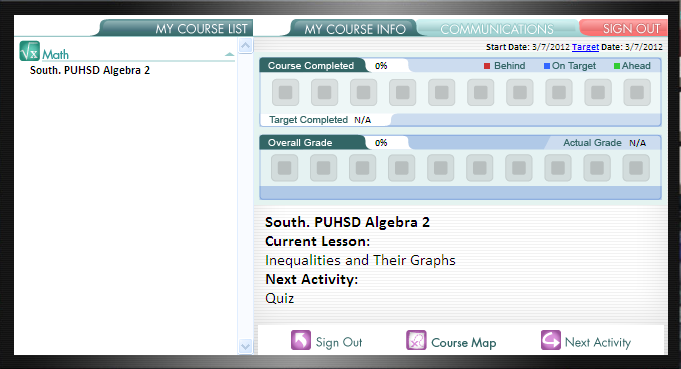 MY COURSE LIST
MY COURSE INFO
COMMUNICATIONS
SIGN OUT
√x Math
South. PUHSD Algebra 2
Start Date: 3/7/2012 Target Date: 3/7/2012
Course Completed 0% Behind On Target Ahead
Target Completed N/A
Overall Grade 0% Actual Grade N/A
South. PUHSD Algebra 2
Current Lesson:
Inequalities and Their Graphs
Next Activity:
Quiz
Sign Out Course Map Next Activity